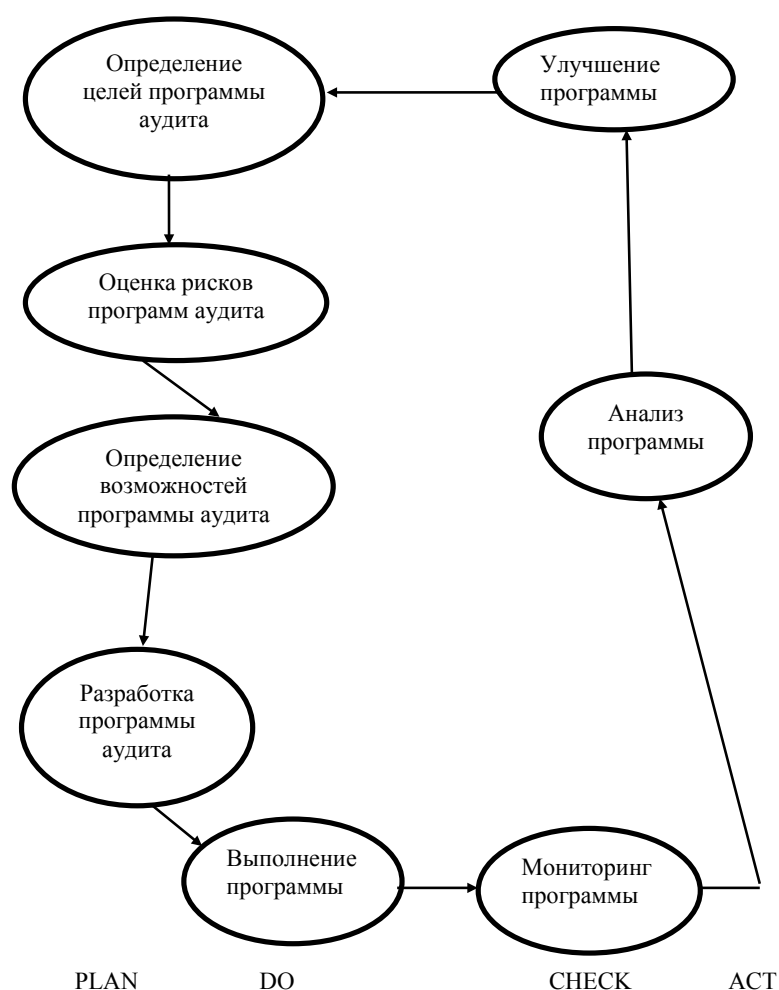 Определение
целей программы
аудита
Улучшение
программы
Оценка рисков
программ аудита
Анализ
программы
Определение
возможностей
программы аудита
Разработка
программы
аудита
Выполнение
программы
Мониторинг
программы
PLAN DO CHECK ACT